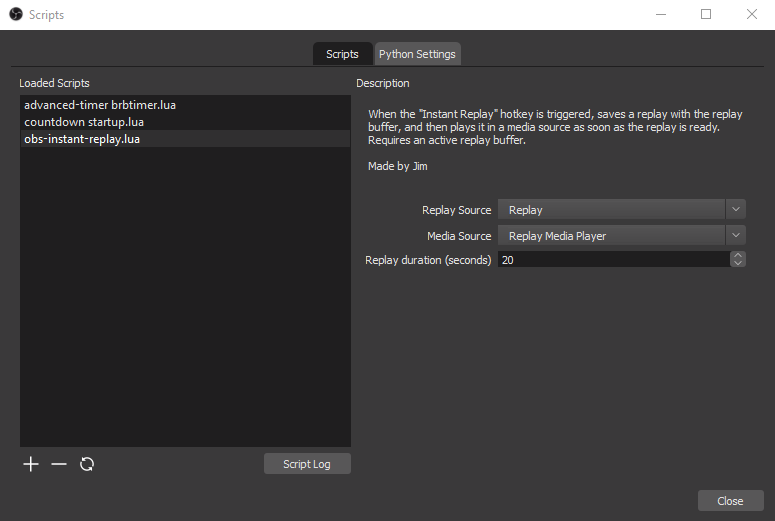 Scripts
Scripts
Python Settings
Loaded Scripts
advanced-timer brbtimer.lua
countdown startup.lua
obs-instant-replay.lua
Script Log
Description
When the "Instant Replay" hotkey is triggered, saves a replay with the replay
buffer, and then plays it in a media source as soon as the replay is ready.
Requires an active replay buffer.
Made by Jim
Replay Source Replay
Media Source Replay Media Player
Replay duration (seconds) 20
Close